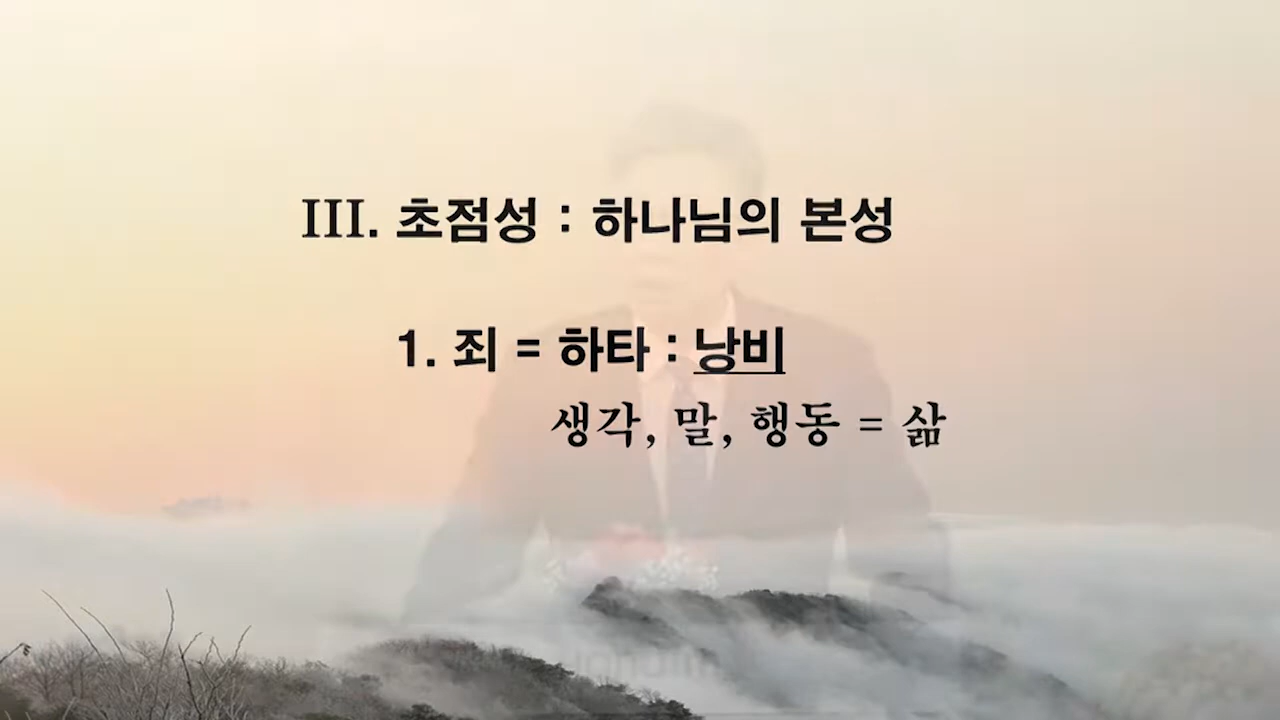 III. 초점성 : 하나님의 본성
1. 죄 = 하타 : 낭비
생각, 말, 행동 = 삶